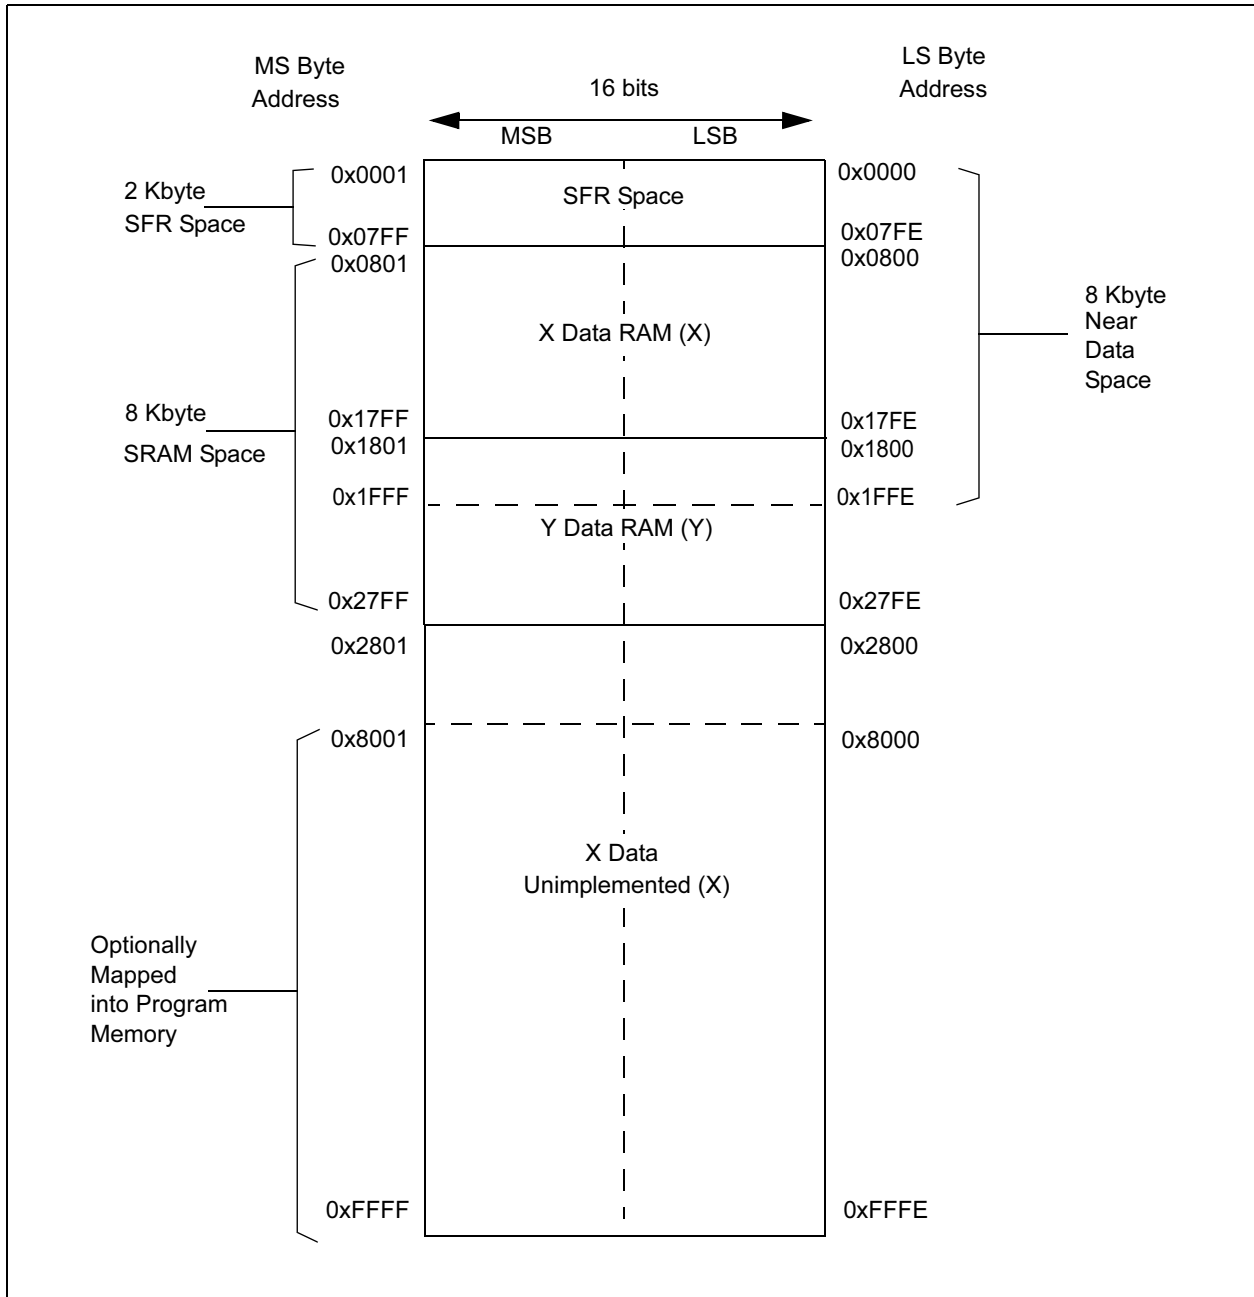 MS Byte
Address
16 bits
LS Byte
Address
MSB
LSB
0x0001
0x0000
2 Kbyte
SFR Space
SFR Space
0x07FF
0x07FE
0x0801
0x0800
8 Kbyte
Near
Data
Space
X Data RAM (X)
8 Kbyte
SRAM Space
0x17FF
0x17FE
0x1801
0x1800
0x1FFF
0x1FFE
Y Data RAM (Y)
0x27FF
0x27FE
0x2801
0x2800
0x8001
0x8000
X Data
Unimplemented (X)
Optionally
Mapped
into Program
Memory
0xFFFF
0xFFFE